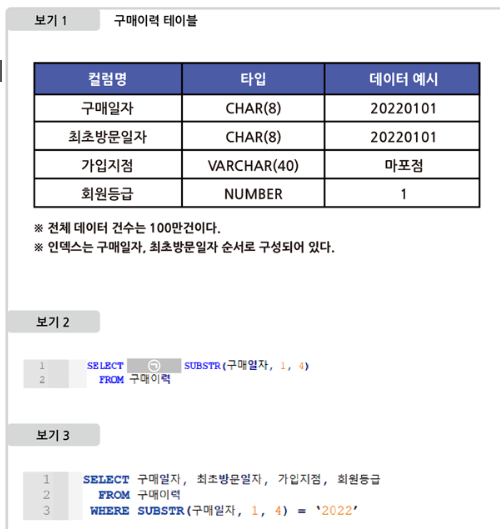 보기 1 구매이력 테이블
컬럼명 타입 데이터 예시
구매일자 CHAR(8) 20220101
최초방문일자 CHAR(8) 20220101
가입지점 VARCHAR(40) 마포점
회원등급 NUMBER 1
※ 전체 데이터 건수는 100만건이다.
※ 인덱스는 구매일자, 최초방문일자 순서로 구성되어 있다.
보기 2
1 SELECT ㉠ SUBSTR(구매일자, 1, 4)
2 FROM 구매이력
보기 3
1 SELECT 구매일자, 최초방문일자, 가입지점, 회원등급
2 FROM 구매이력
3 WHERE SUBSTR(구매일자, 1, 4) = ‘2022’